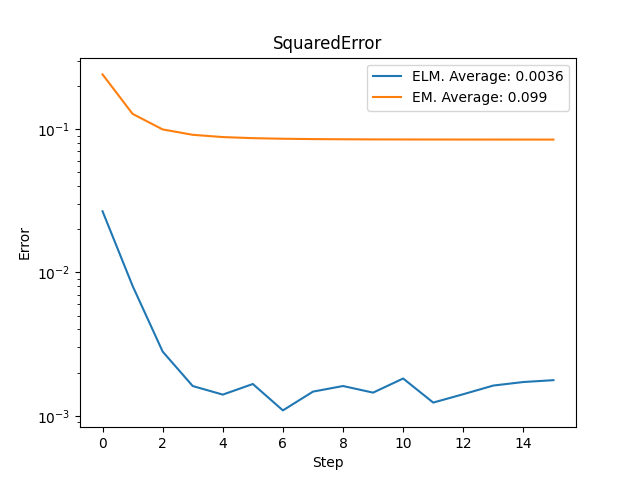 SquaredError
ELM. Average: 0.0036
EM. Average: 0.099
Error
10⁻¹
10⁻²
10⁻³
0 2 4 6 8 10 12 14
Step